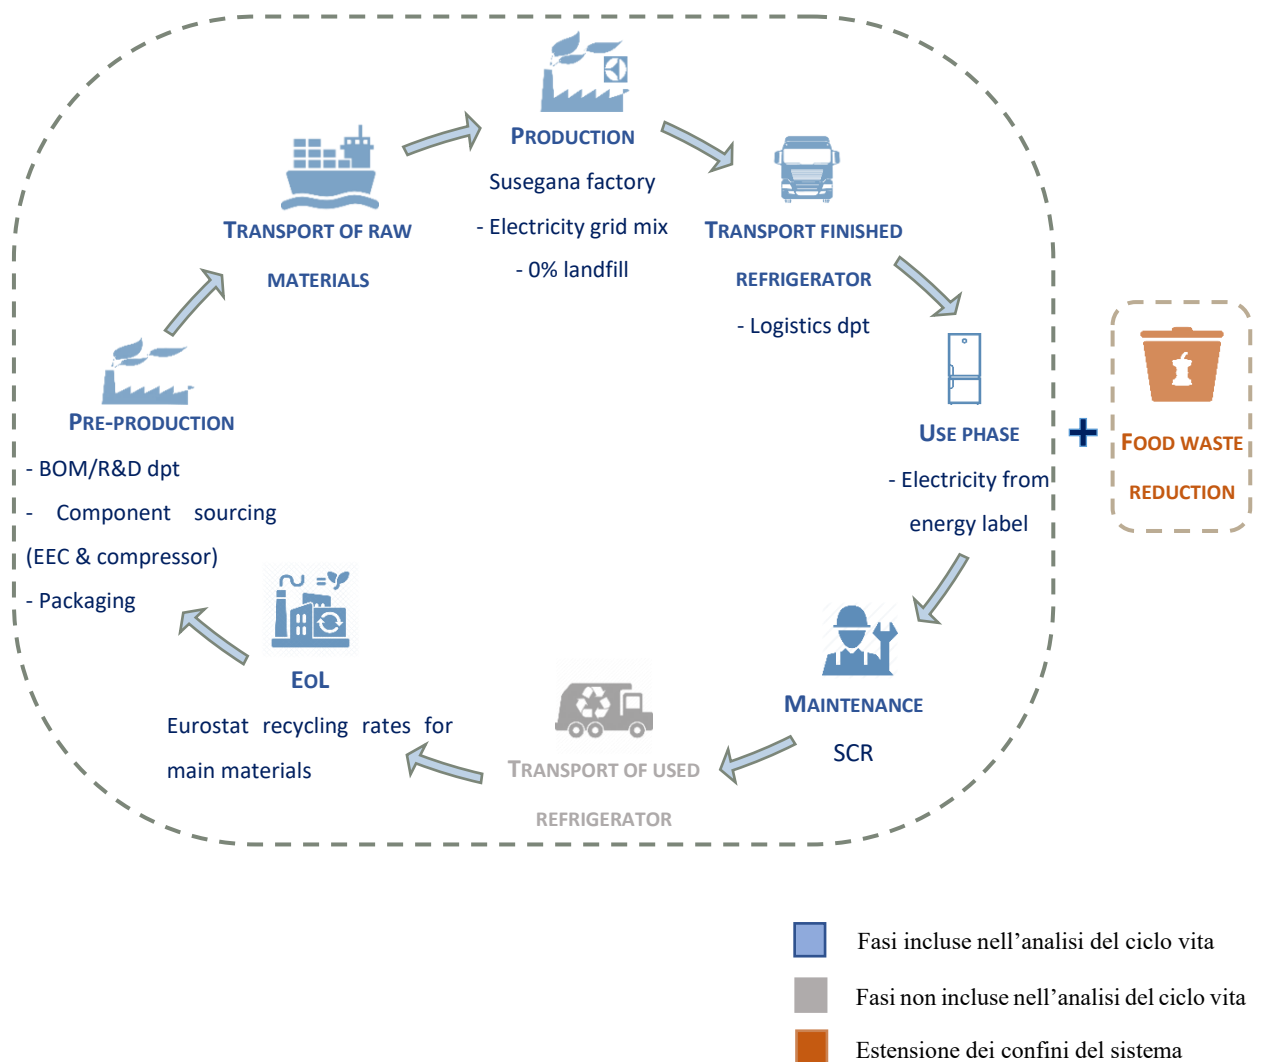 PRODUCTION
Susegana factory
- Electricity grid mix
- 0% landfill
TRANSPORT OF RAW
MATERIALS
TRANSPORT FINISHED
REFRIGERATOR
- Logistics dpt
PRE-PRODUCTION
- BOM/R&D dpt
- Component sourcing
(EEC & compressor)
- Packaging
USE PHASE
- Electricity from
energy label
+
FOOD WASTE
REDUCTION
EOL
Eurostat recycling rates for
main materials
TRANSPORT OF USED
REFRIGERATOR
MAINTENANCE
SCR
Fasi incluse nell’analisi del ciclo vita
Fasi non incluse nell’analisi del ciclo vita
Estensione dei confini del sistema